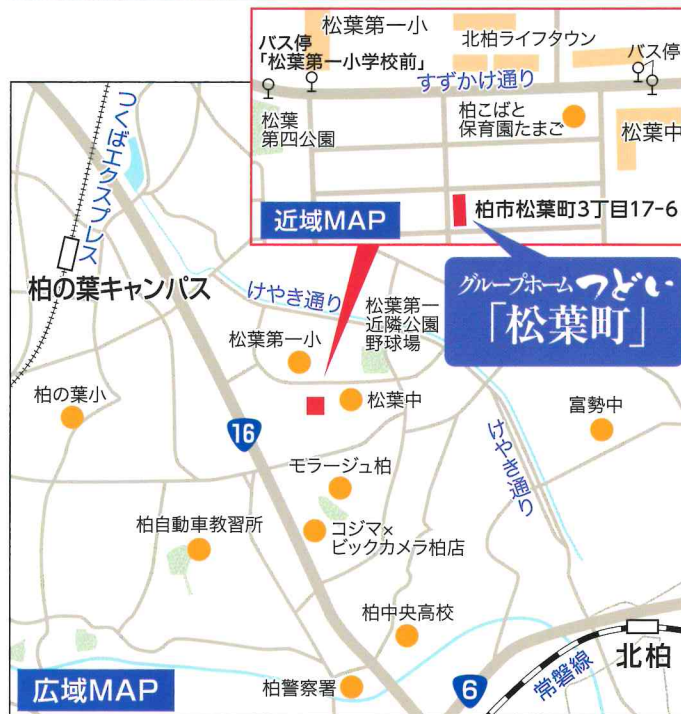 松葉第一小
バス停
「松葉第一小学校前」
北柏ライフタウン
バス停
すずかけ通り
松葉
第四公園
柏こばと
保育園たまご
松葉中
柏市松葉町3丁目17-6
近域MAP
グループホームつどい
「松葉町」
つくばエクスプレス
柏の葉キャンパス
けやき通り
松葉第一
近隣公園
野球場
松葉第一小
柏の葉小
松葉中
富勢中
16
けやき通り
モラージュ柏
柏自動車教習所
コジマ×
ビックカメラ柏店
柏中央高校
北柏
常磐線
広域MAP
柏警察署
6